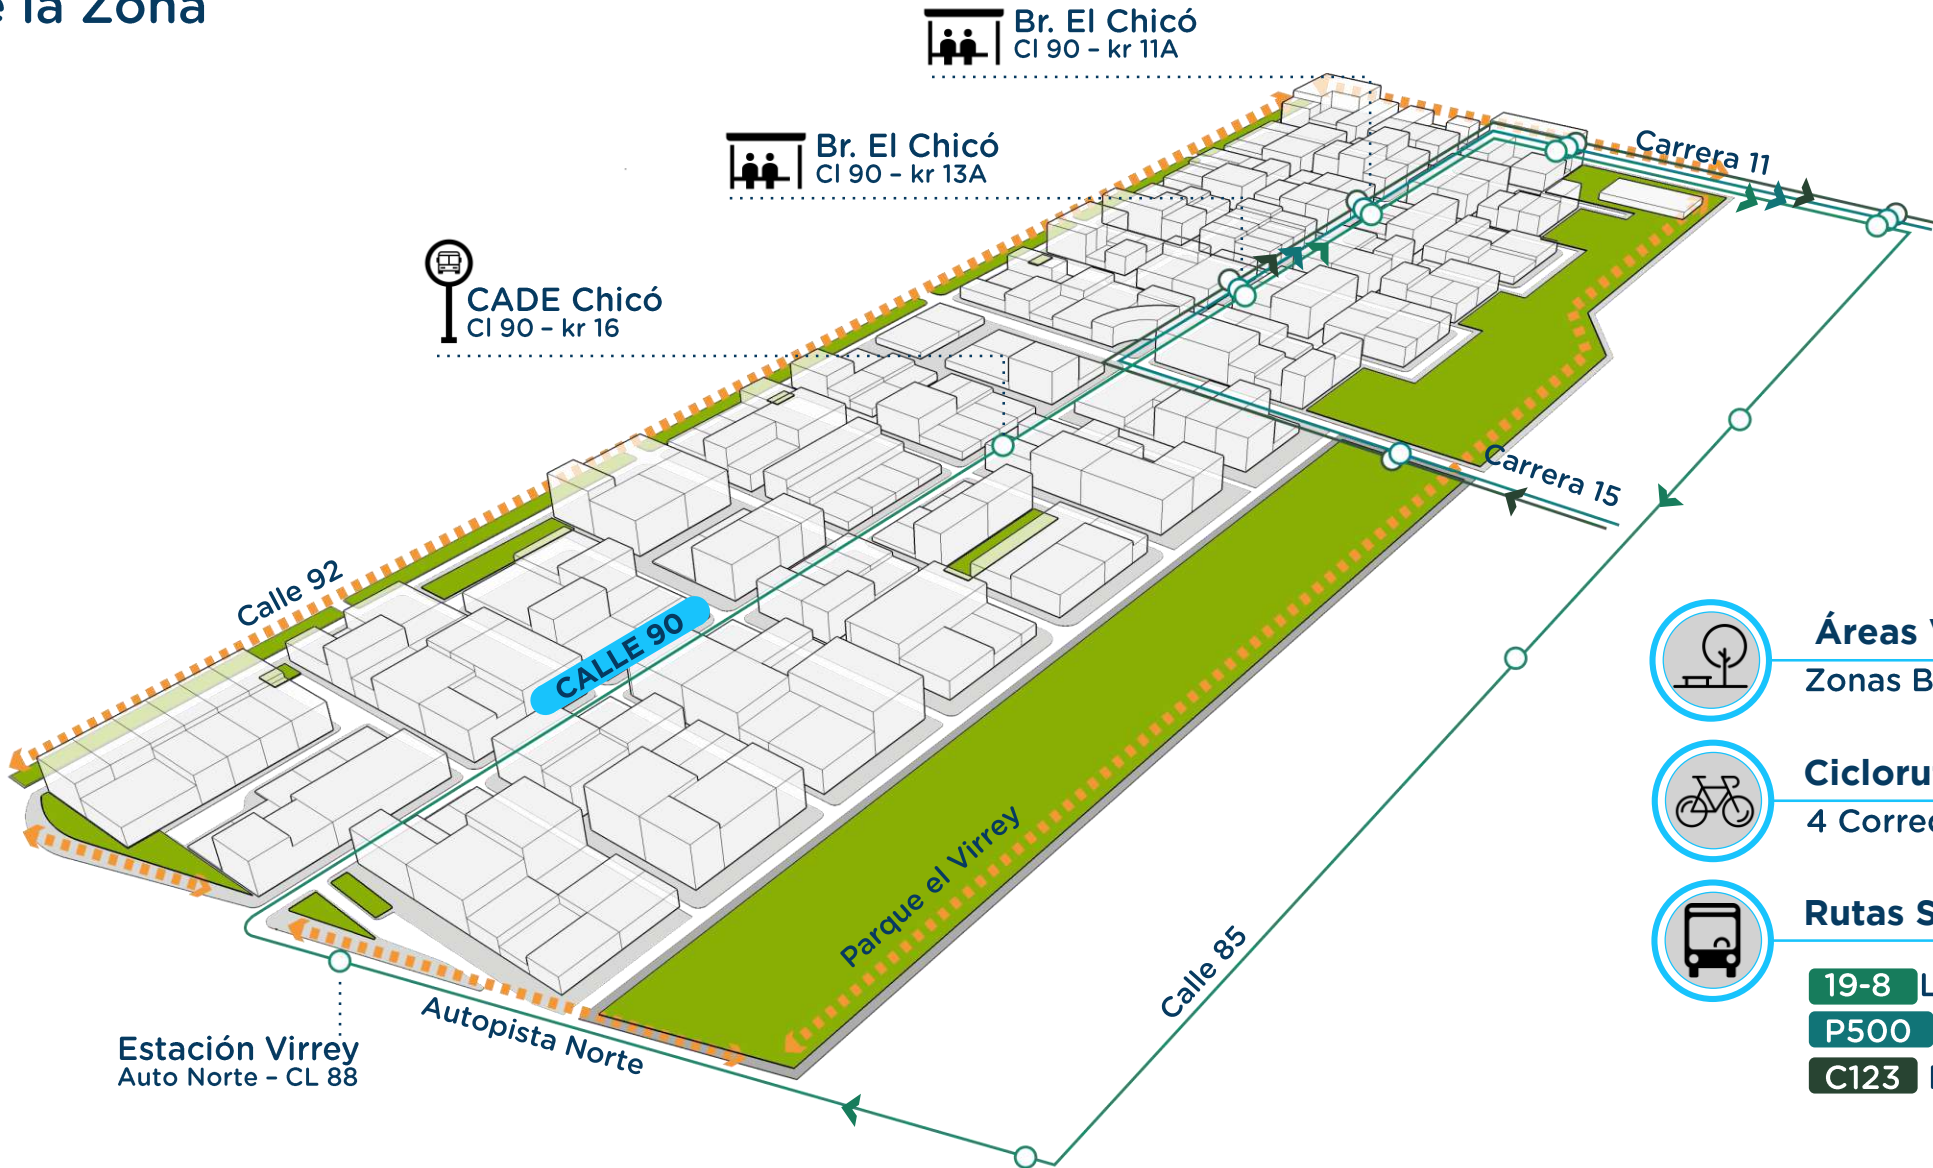 la Zona
Br. El Chicó
Cl 90 – kr 11A
Br. El Chicó
Cl 90 – kr 13A
CADE Chicó
Cl 90 – kr 16
Carrera 11
Carrera 15
Calle 92
CALLE 90
Parque el Virrey
Calle 85
Autopista Norte
Estación Virrey
Auto Norte – CL 88
Áreas
Zonas
4
Rutas
19-8
P500
C123